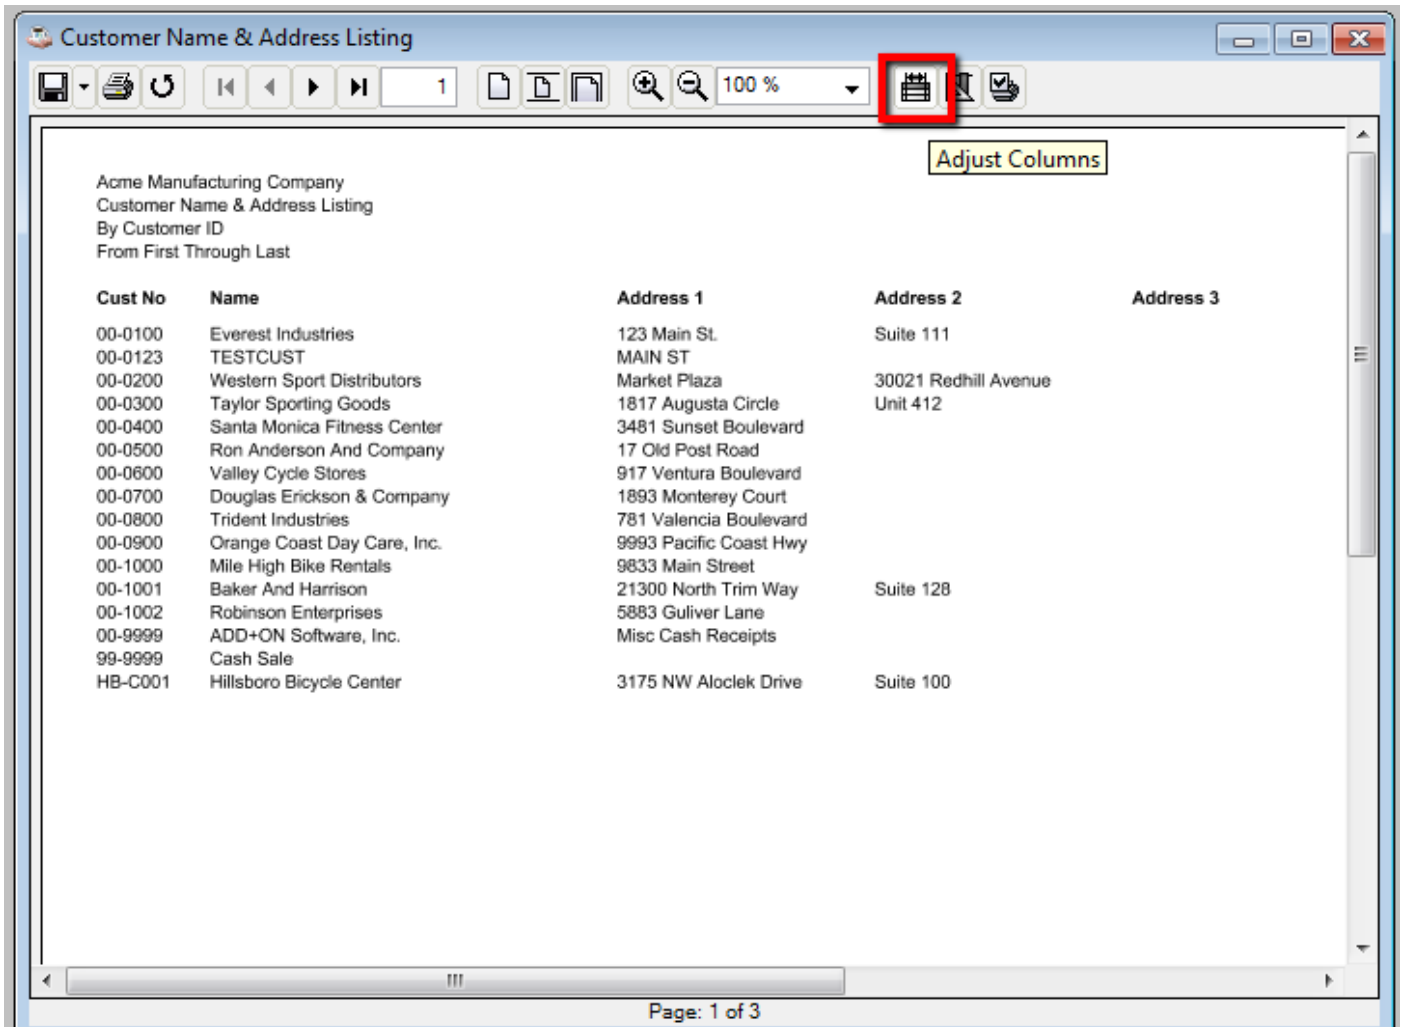 Customer Name & Address Listing
1
100 %
Adjust Columns
Acme Manufacturing Company
Customer Name & Address Listing
By Customer ID
From First Through Last
Cust No Name Address 1 Address 2 Address 3
00-0100 Everest Industries 123 Main St. Suite 111
00-0123 TESTCUST MAIN ST
00-0200 Western Sport Distributors Market Plaza 30021 Redhill Avenue
00-0300 Taylor Sporting Goods 1817 Augusta Circle Unit 412
00-0400 Santa Monica Fitness Center 3481 Sunset Boulevard
00-0500 Ron Anderson And Company 17 Old Post Road
00-0600 Valley Cycle Stores 917 Ventura Boulevard
00-0700 Douglas Erickson & Company 1893 Monterey Court
00-0800 Trident Industries 781 Valencia Boulevard
00-0900 Orange Coast Day Care, Inc. 9993 Pacific Coast Hwy
00-1000 Mile High Bike Rentals 9833 Main Street
00-1001 Baker And Harrison 21300 North Trim Way Suite 128
00-1002 Robinson Enterprises 5883 Guliver Lane
00-9999 ADD+ON Software, Inc. Misc Cash Receipts
99-9999 Cash Sale
HB-C001 Hillsboro Bicycle Center 3175 NW Aloclek Drive Suite 100
Page: 1 of 3